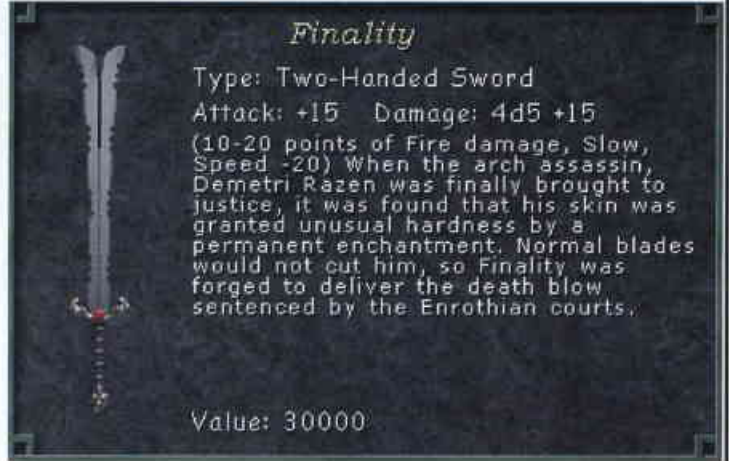 Finality
Type: Two-Handed Sword
Attack: +15 Damage: 4d5 +15
(10-20 points of Fire damage, Slow,
Speed -20) When the arch assassin,
Demetri Razen was finally brought to
justice, it was found that his skin was
granted unusual hardness by a
permanent enchantment. Normal blades
would not cut him, so Finality was
forged to deliver the death blow
sentenced by the Enrothian courts.
Value: 30000